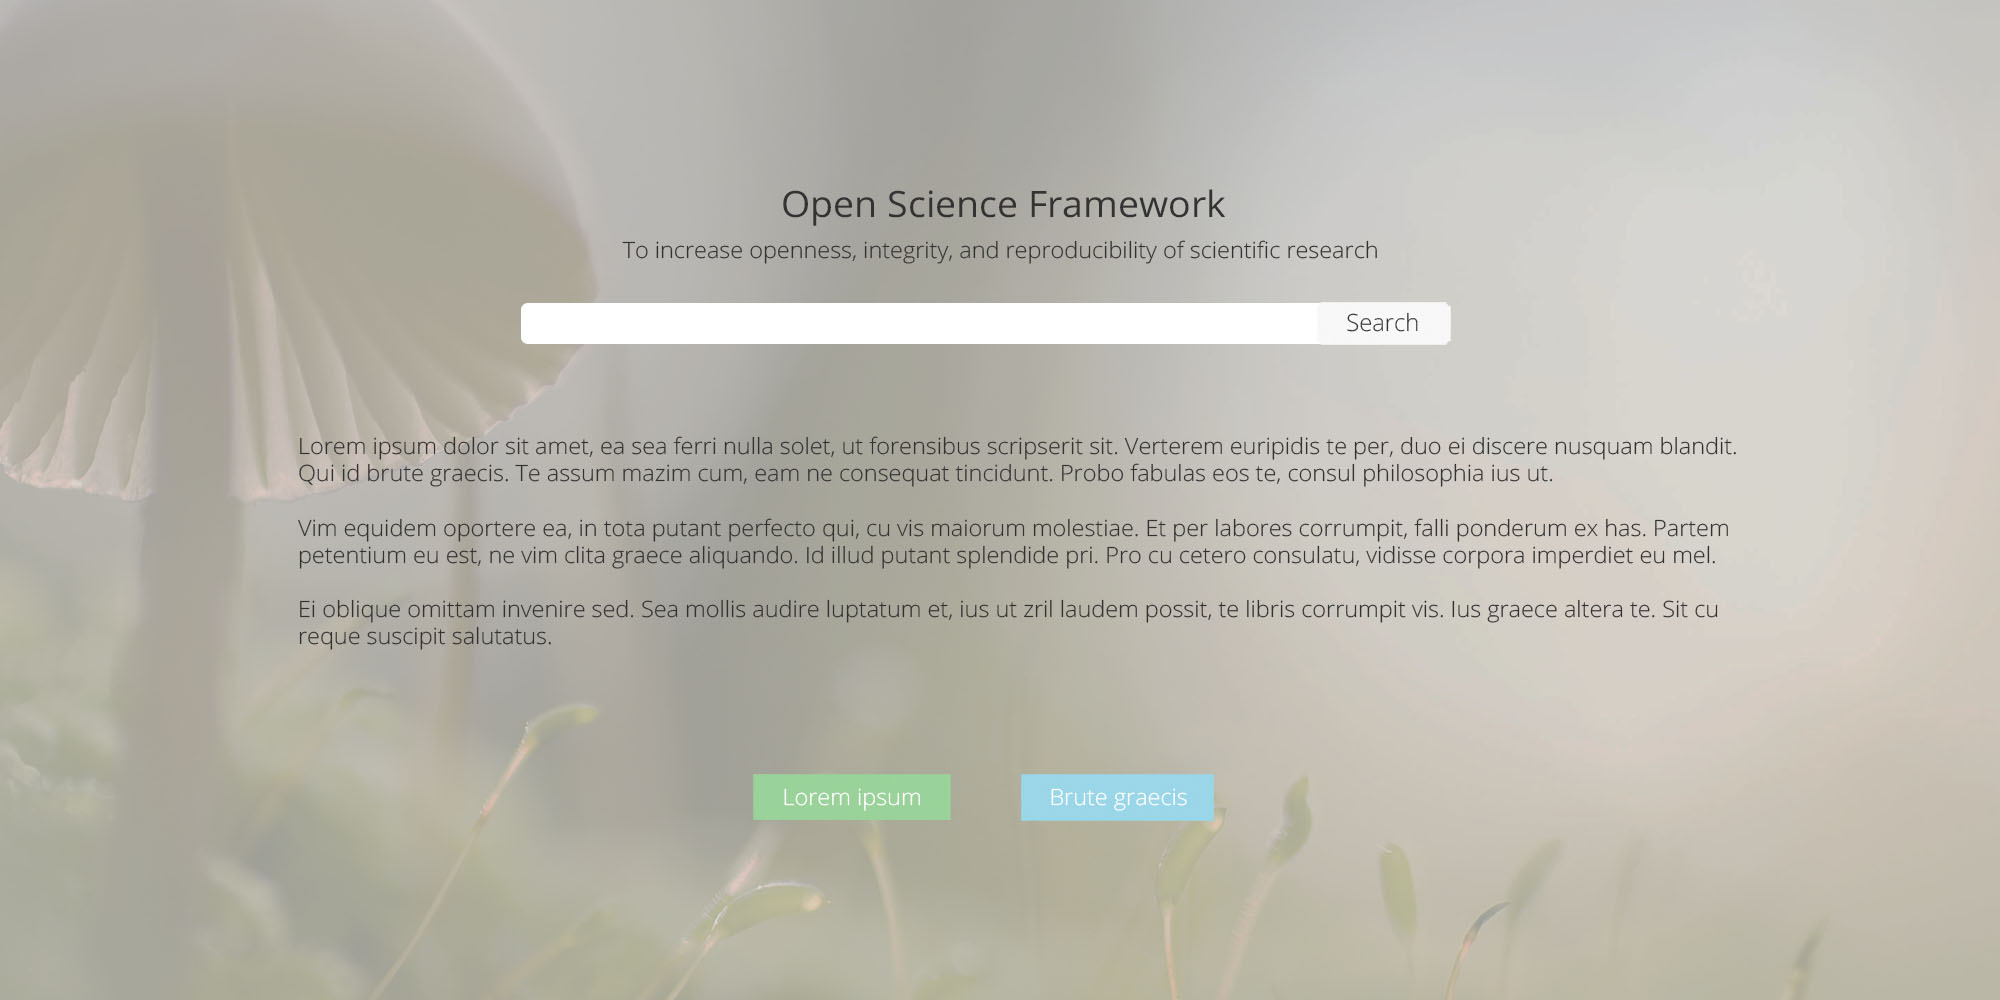 Open Science Framework
To increase openness, integrity, and reproducibility of scientific research
Search
Lorem ipsum dolor sit amet, ea sea ferri nulla solet, ut forensibus scripserit sit. Verterem euripidis te per, duo ei discere nusquam blandit.
Qui id brute graecis. Te assum mazim cum, eam ne consequat tincidunt. Probo fabulas eos te, consul philosophia ius ut.
Vim equidem oportere ea, in tota putant perfecto qui, cu vis maiorum molestiae. Et per labores corrumpit, falli ponderum ex has. Partem
petentium eu est, ne vim clita graece aliquando. Id illud putant splendide pri. Pro cu cetero consulatu, vidisse corpora imperdiet eu mel.
Ei oblique omittam invenire sed. Sea mollis audire luptatum et, ius ut zril laudem possit, te libris corrumpit vis. Ius graece altera te. Sit cu
reque suscipit salutatus.
Lorem ipsum
Brute graecis